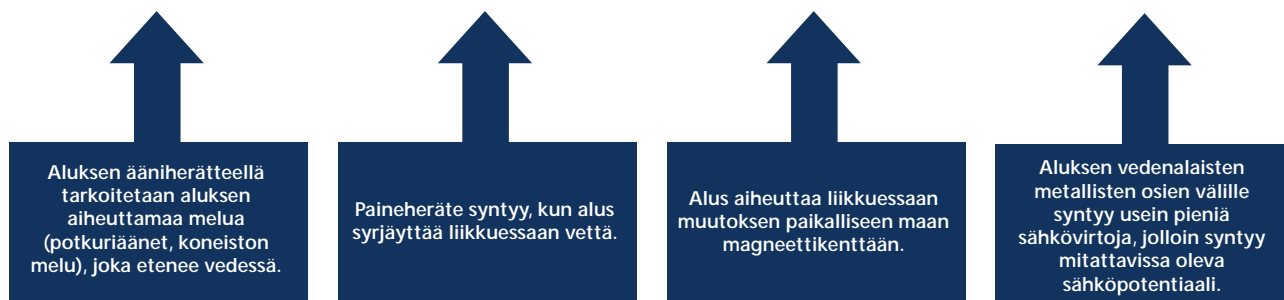 Aluksen ääniherätteellä
tarkoitetaan aluksen
aiheuttamaa melua
(potkuriäänet, koneiston
melu), joka etenee vedessä.
Paineheräte syntyy, kun alus
syrjäyttää liikkuessaan vettä.
Alus aiheuttaa liikkuessaan
muutoksen paikalliseen maan
magneettikenttään.
Aluksen vedenalaisten
metallisten osien välille
syntyy usein pieniä
sähkövirtoja, jolloin syntyy
mitattavissa oleva
sähköpotentiaali.